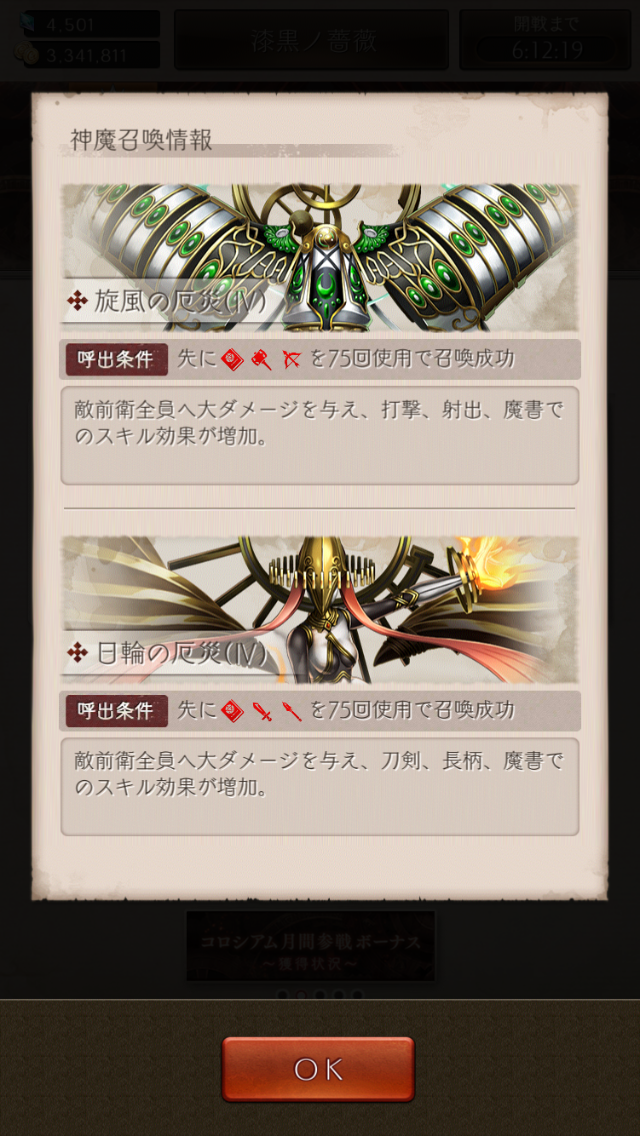 4,501
漆黒ノ薔薇
開戦まで
3,341,811
6:12:19
神魔召喚情報
旋風の厄災(Ⅳ)
呼出条件 先に を75回使用で召喚成功
敵前衛全員へ大ダメージを与え、打撃、射出、魔書で
のスキル効果が増加。
日輪の厄災(Ⅳ)
呼出条件 先に を75回使用で召喚成功
敵前衛全員へ大ダメージを与え、刀剣、長柄、魔書で
のスキル効果が増加。
コロシアム月間参戦ボーナス
～獲得状況～
OK